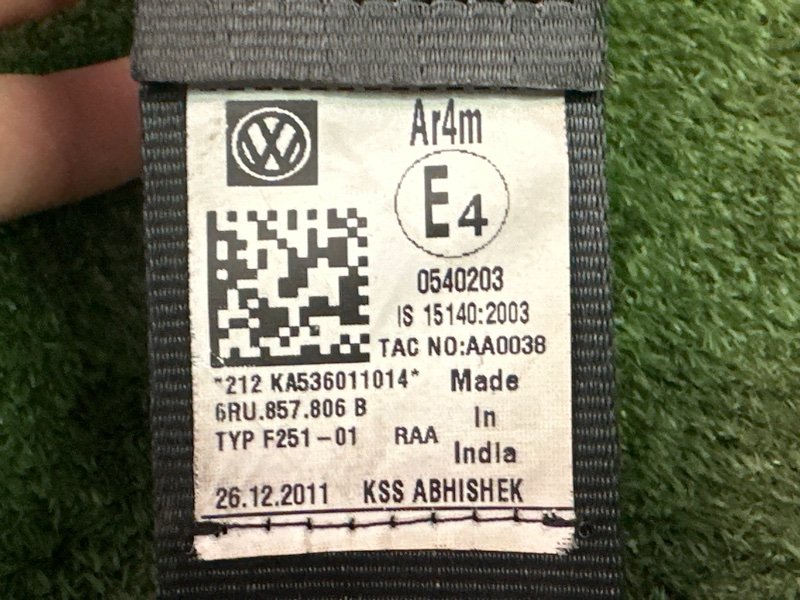 Ar4m
E4
0540203
IS 15140:2003
TAC NO:AA0038
*212 KA536011014*
Made
6RU.857.806 B
In
TYP F251-01 RAA
India
26.12.2011 KSS ABHISHEK